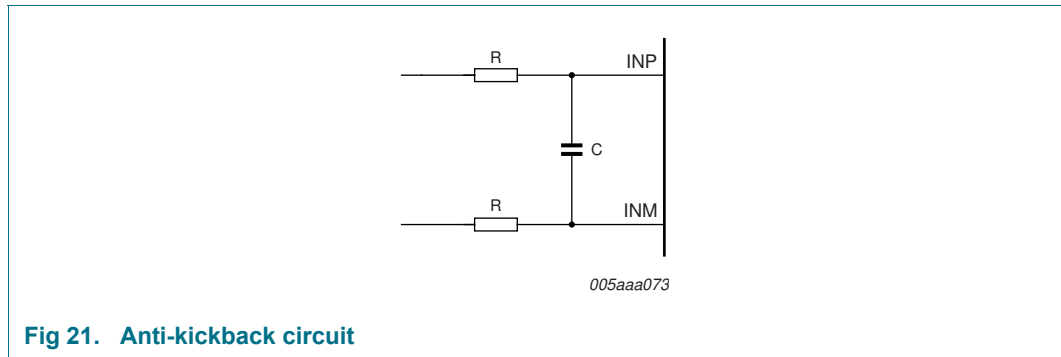 R
INP
C
R
INM
005aaa073
Fig 21. Anti-kickback circuit